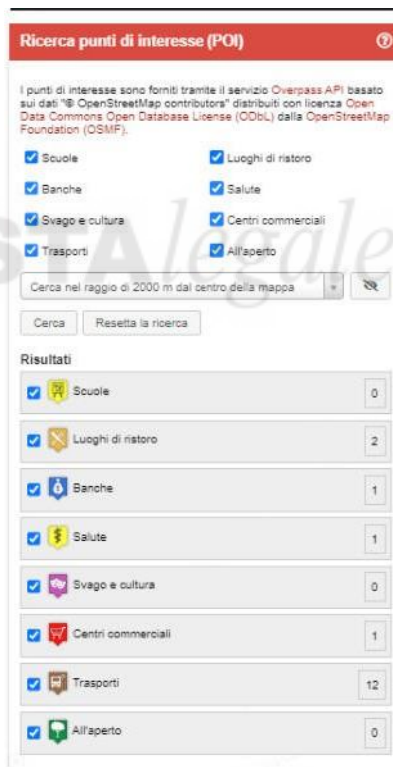 Ricerca punti di interesse (POI)
I punti di interesse sono forniti tramite il servizio Overpass API basato
sui dati "© OpenStreetMap contributors" distribuiti con licenza Open
Data Commons Open Database License (ODbL) dalla OpenStreetMap
Foundation (OSMF).
Scuole Luoghi di ristoro
Banche Salute
Svago e cultura Centri commerciali
Trasporti All'aperto
STAlegale
Cerca nel raggio di 2000 m dal centro della mappa
Cerca Resetta la ricerca
Risultati
Scuole 0
Luoghi di ristoro 2
Banche 1
Salute 1
Svago e cultura 0
Centri commerciali 1
Trasporti 12
All'aperto 0